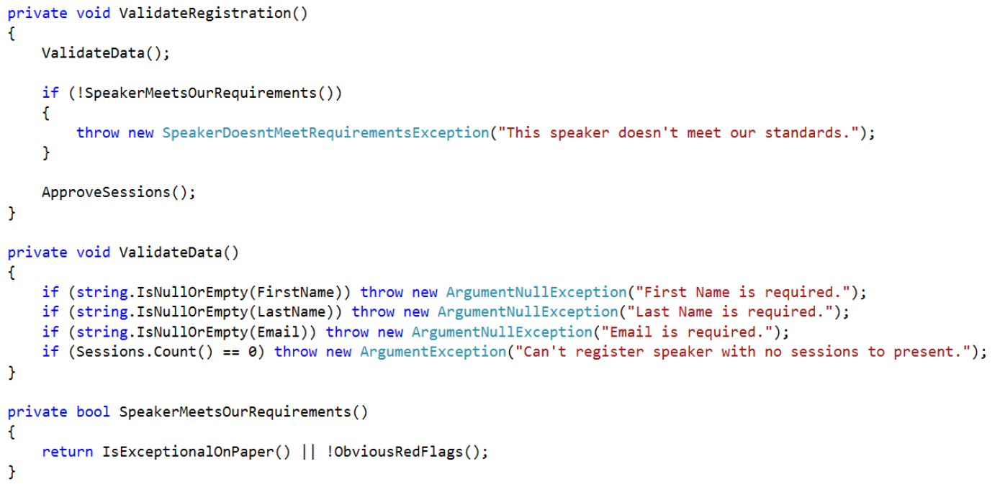 private void ValidateRegistration()
{
    ValidateData();

    if (!SpeakerMeetsOurRequirements())
    {
        throw new SpeakerDoesntMeetRequirementsException("This speaker doesn't meet our standards.");
    }

    ApproveSessions();
}

private void ValidateData()
{
    if (string.IsNullOrEmpty(FirstName)) throw new ArgumentNullException("First Name is required.");
    if (string.IsNullOrEmpty(LastName)) throw new ArgumentNullException("Last Name is required.");
    if (string.IsNullOrEmpty(Email)) throw new ArgumentNullException("Email is required.");
    if (Sessions.Count() == 0) throw new ArgumentException("Can't register speaker with no sessions to present.");
}

private bool SpeakerMeetsOurRequirements()
{
    return IsExceptionalOnPaper() || !ObviousRedFlags();
}